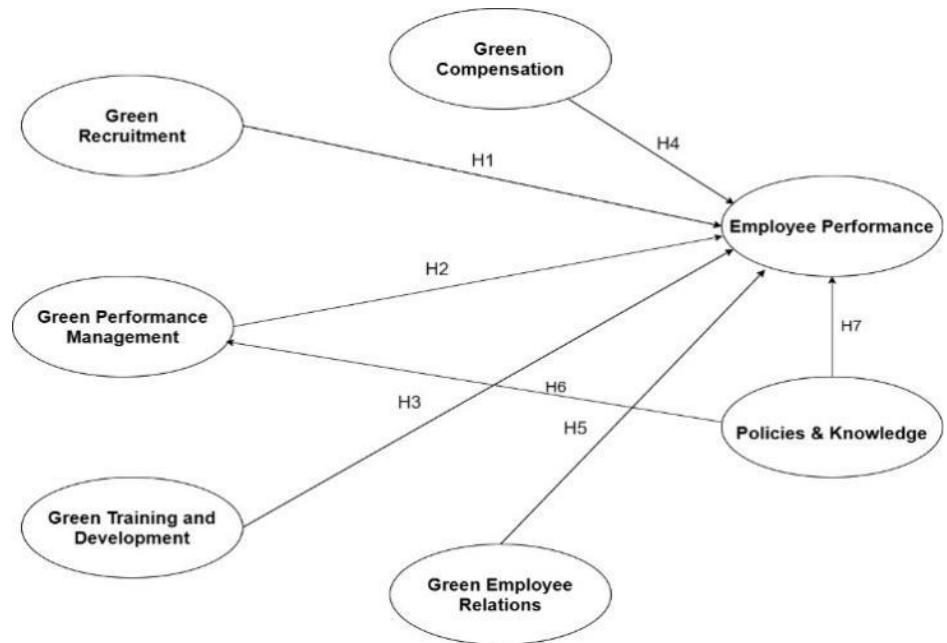 Green
Compensation
Green
Recruitment
H4
H1
Employee Performance
H2
Green Performance
Management
H7
H6
H3
H5
Policies & Knowledge
Green Training and
Development
Green Employee
Relations